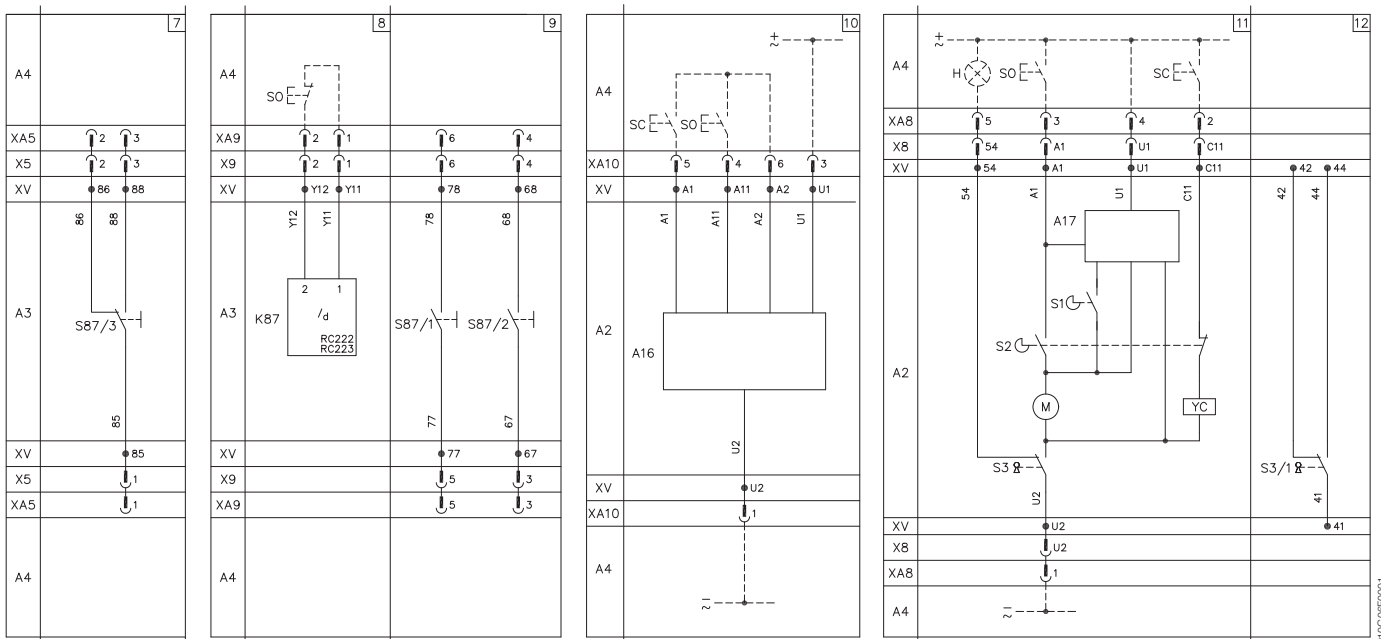 7
A4
XA5 2 3
X5 2 3
XV 86 88
86 88
A3
S87/3
85
XV 85
X5 1
XA5 1
A4
8 9
A4
S0
XA9 2 1 6 4
X9 2 1 6 4
XV Y12 Y11 78 68
Y12 Y11 78 68
2 1
A3 K87 /d S87/1 S87/2
RC222
RC223
77 67
XV 77 67
X9 5 3
XA9 5 3
A4
10
+
~
A4
SC S0
XA10 5 4 6 3
XV A1 A11 A2 U1
A1 A11 A2 U1
A2
A16
U2
XV U2
XA10 1
A4
–
~
11 12
+
~
A4 H S0 SC
XA8 5 3 4 2
X8 54 A1 U1 C11
XV 54 A1 U1 C11 42 44
54 A1 U1 C11 42 44
A17
S1
S2
A2
M YC
S3 S3/1
U2 41
XV U2 41
X8 U2
XA8 1
A4
–
~